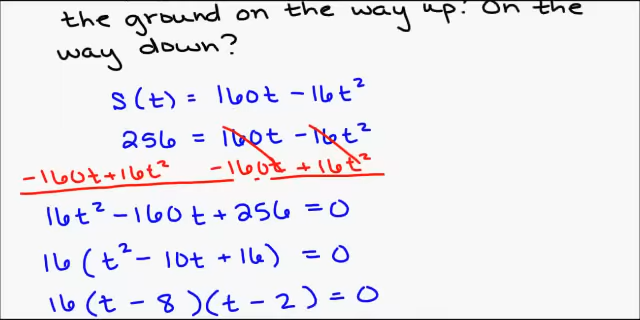 the ground on the way up? On the
way down?
s(t) = 160t - 16t²
256 = 160t - 16t²
-160t + 16t² -160t + 16t²
16t² - 160t + 256 = 0
16(t² - 10t + 16) = 0
16(t - 8)(t - 2) = 0